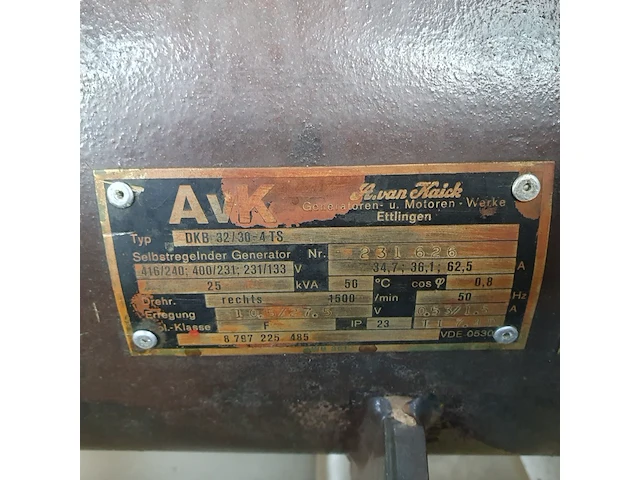 AvK A. van Kaick
Generatoren- u. Motoren-Werke
Ettlingen
Typ DKB 32/30-4 TS
Selbstregelnder Generator Nr. 231626
416/240; 400/231; 231/133 V 34,7; 36,1; 62,5 A
25 kVA 50 °C cos φ 0,8
Drehr. rechts 1500 /min 50 Hz
Erregung V A
Isol.-Klasse F IP 23
8 797 225 485 VDE 0530